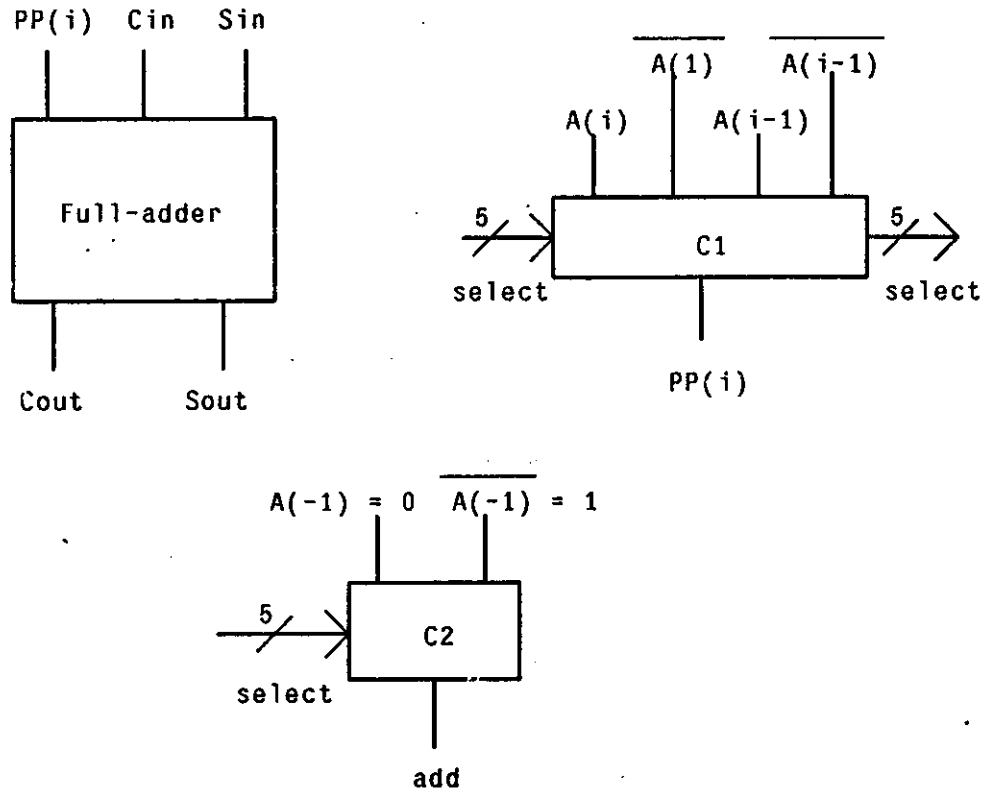 PP(i) Cin Sin
Full-adder
Cout Sout
A(1) A(i-1)
A(i) A(i-1)
5 C1 5
select select
PP(i)
A(-1) = 0 A(-1) = 1
5 C2
select
add